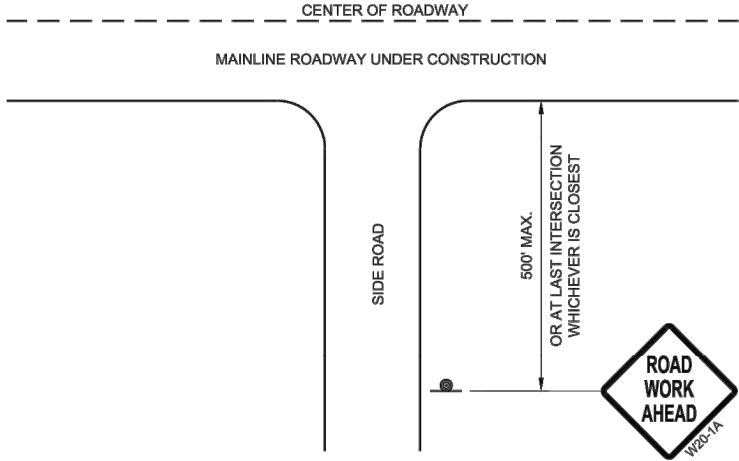 CENTER OF ROADWAY
MAINLINE ROADWAY UNDER CONSTRUCTION
SIDE ROAD
500' MAX.
OR AT LAST INTERSECTION
WHICHEVER IS CLOSEST
ROAD
WORK
AHEAD
W20-1A